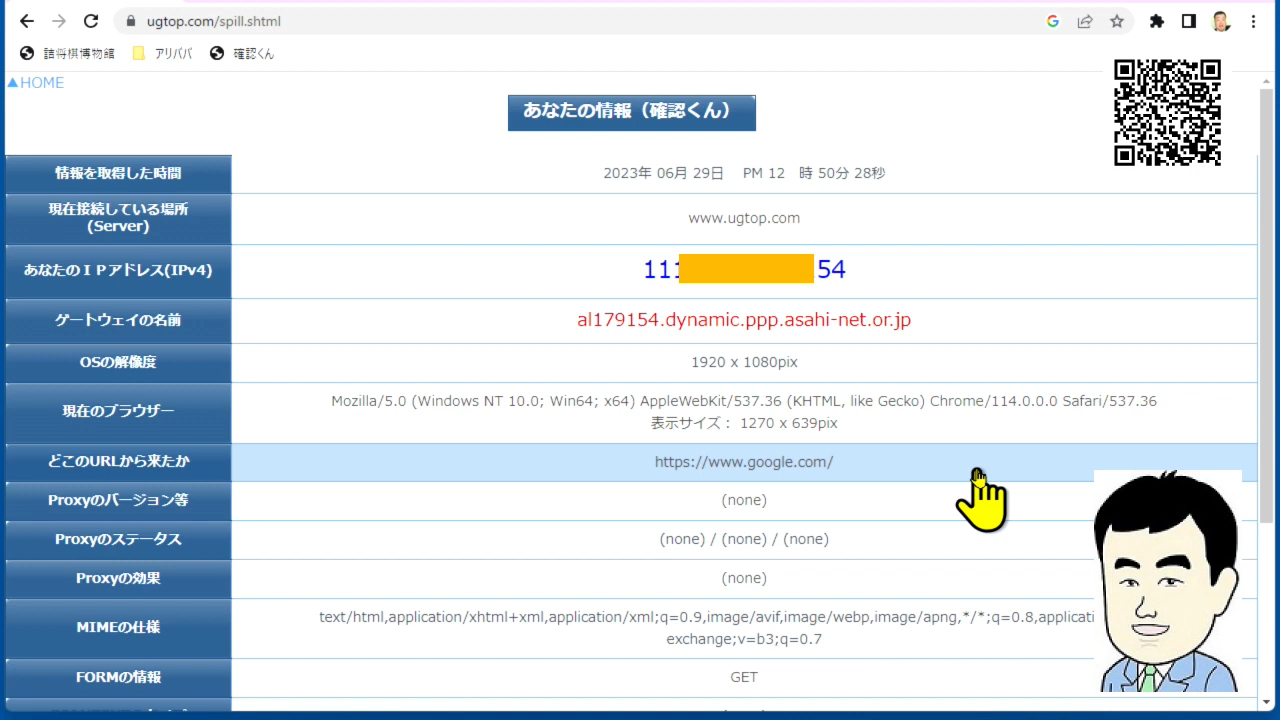 ugtop.com/spill.shtml
詰将棋博物館 アリババ 確認くん
▲HOME
あなたの情報（確認くん）
情報を取得した時間 2023年 06月 29日 PM 12 時 50分 28秒
現在接続している場所
(Server) www.ugtop.com
あなたのＩＰアドレス(IPv4) 111 54
ゲートウェイの名前 al179154.dynamic.ppp.asahi-net.or.jp
OSの解像度 1920 x 1080pix
現在のブラウザー Mozilla/5.0 (Windows NT 10.0; Win64; x64) AppleWebKit/537.36 (KHTML, like Gecko) Chrome/114.0.0.0 Safari/537.36
表示サイズ： 1270 x 639pix
どこのURLから来たか https://www.google.com/
Proxyのバージョン等 (none)
Proxyのステータス (none) / (none) / (none)
Proxyの効果 (none)
MIMEの仕様 text/html,application/xhtml+xml,application/xml;q=0.9,image/avif,image/webp,image/apng,*/*;q=0.8,applicati
exchange;v=b3;q=0.7
FORMの情報 GET